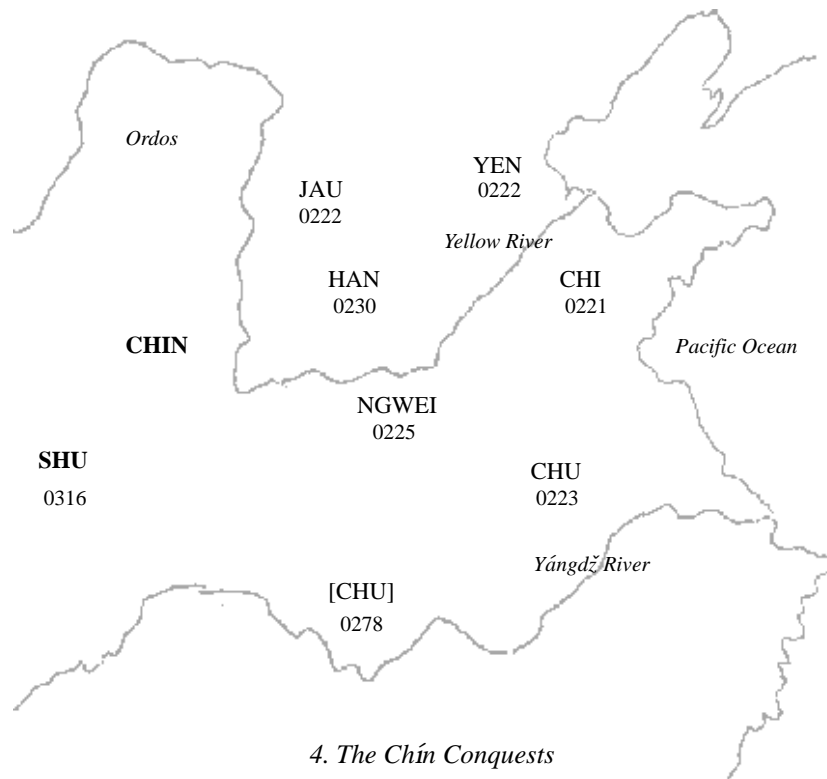 Ordos
YEN
0222
JAU
0222
Yellow River
HAN
0230
CHI
0221
CHIN
Pacific Ocean
NGWEI
0225
SHU
0316
CHU
0223
Yángdž River
[CHU]
0278
4. The Chín Conquests